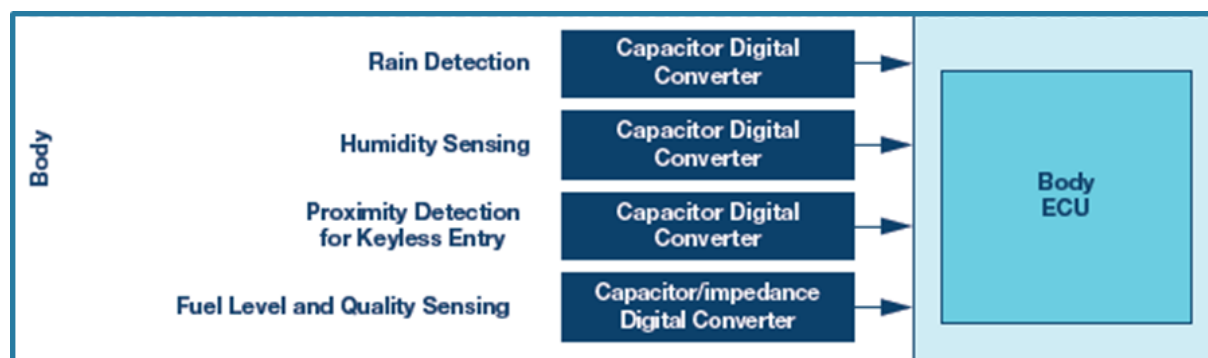 Body
Rain Detection
Capacitor Digital
Converter
Humidity Sensing
Capacitor Digital
Converter
Proximity Detection
for Keyless Entry
Capacitor Digital
Converter
Fuel Level and Quality Sensing
Capacitor/impedance
Digital Converter
Body
ECU